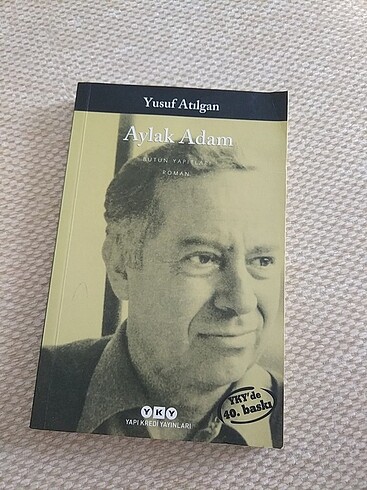 Yusuf Atılgan
Aylak Adam
BÜTÜN YAPITLARI
ROMAN
YKY'de
40. baskı
YKY
YAPI KREDİ YAYINLARI